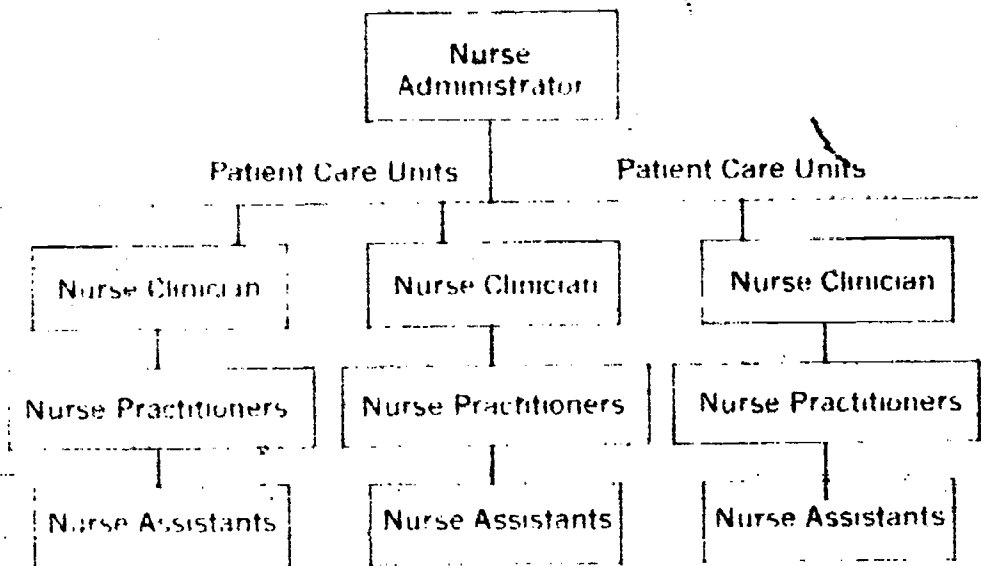 Nurse
Administrator
Patient Care Units Patient Care Units
Nurse Clinician Nurse Clinician Nurse Clinician
Nurse Practitioners Nurse Practitioners Nurse Practitioners
Nurse Assistants Nurse Assistants Nurse Assistants